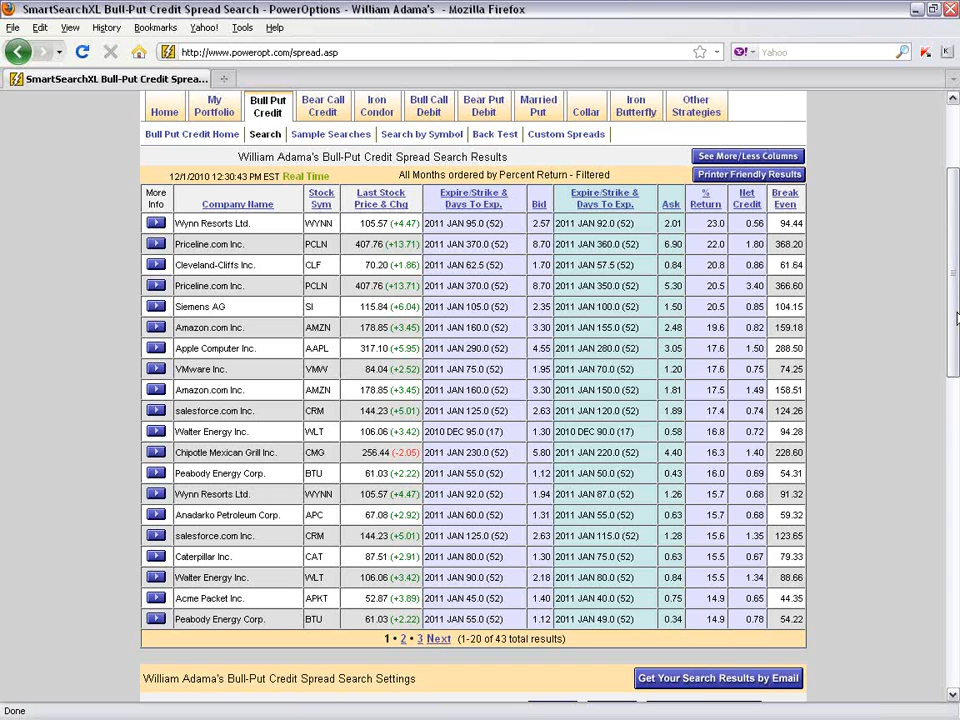 SmartSearchXL Bull-Put Credit Spread Search - PowerOptions - William Adama's - Mozilla Firefox
File Edit View History Bookmarks Yahoo! Tools Help
http://www.poweropt.com/spread.asp
Yahoo
SmartSearchXL Bull-Put Credit Sprea...
Home My Portfolio Bull Put Credit Bear Call Credit Iron Condor Bull Call Debit Bear Put Debit Married Put Collar Iron Butterfly Other Strategies
Bull Put Credit Home Search Sample Searches Search by Symbol Back Test Custom Spreads
William Adama's Bull-Put Credit Spread Search Results See More/Less Columns
12/1/2010 12:30:43 PM EST Real Time All Months ordered by Percent Return - Filtered Printer Friendly Results
More Info Company Name Stock Sym Last Stock Price & Chg Expire/Strike & Days To Exp. Bid Expire/Strike & Days To Exp. Ask % Return Net Credit Break Even
Wynn Resorts Ltd. WYNN 105.57 (+4.47) 2011 JAN 95.0 (52) 2.57 2011 JAN 92.0 (52) 2.01 23.0 0.56 94.44
Priceline.com Inc. PCLN 407.76 (+13.71) 2011 JAN 370.0 (52) 8.70 2011 JAN 360.0 (52) 6.90 22.0 1.80 368.20
Cleveland-Cliffs Inc. CLF 70.20 (+1.86) 2011 JAN 62.5 (52) 1.70 2011 JAN 57.5 (52) 0.84 20.8 0.86 61.64
Priceline.com Inc. PCLN 407.76 (+13.71) 2011 JAN 370.0 (52) 8.70 2011 JAN 350.0 (52) 5.30 20.5 3.40 366.60
Siemens AG SI 115.84 (+6.04) 2011 JAN 105.0 (52) 2.35 2011 JAN 100.0 (52) 1.50 20.5 0.85 104.15
Amazon.com Inc. AMZN 178.85 (+3.45) 2011 JAN 160.0 (52) 3.30 2011 JAN 155.0 (52) 2.48 19.6 0.82 159.18
Apple Computer Inc. AAPL 317.10 (+5.95) 2011 JAN 290.0 (52) 4.55 2011 JAN 280.0 (52) 3.05 17.6 1.50 288.50
VMware Inc. VMW 84.04 (+2.52) 2011 JAN 75.0 (52) 1.95 2011 JAN 70.0 (52) 1.20 17.6 0.75 74.25
Amazon.com Inc. AMZN 178.85 (+3.45) 2011 JAN 160.0 (52) 3.30 2011 JAN 150.0 (52) 1.81 17.5 1.49 158.51
salesforce.com Inc. CRM 144.23 (+5.01) 2011 JAN 125.0 (52) 2.63 2011 JAN 120.0 (52) 1.89 17.4 0.74 124.26
Walter Energy Inc. WLT 106.06 (+3.42) 2010 DEC 95.0 (17) 1.30 2010 DEC 90.0 (17) 0.58 16.8 0.72 94.28
Chipotle Mexican Grill Inc. CMG 256.44 (-2.05) 2011 JAN 230.0 (52) 5.80 2011 JAN 220.0 (52) 4.40 16.3 1.40 228.60
Peabody Energy Corp. BTU 61.03 (+2.22) 2011 JAN 55.0 (52) 1.12 2011 JAN 50.0 (52) 0.43 16.0 0.69 54.31
Wynn Resorts Ltd. WYNN 105.57 (+4.47) 2011 JAN 92.0 (52) 1.94 2011 JAN 87.0 (52) 1.26 15.7 0.68 91.32
Anadarko Petroleum Corp. APC 67.08 (+2.92) 2011 JAN 60.0 (52) 1.31 2011 JAN 55.0 (52) 0.63 15.7 0.68 59.32
salesforce.com Inc. CRM 144.23 (+5.01) 2011 JAN 125.0 (52) 2.63 2011 JAN 115.0 (52) 1.28 15.6 1.35 123.65
Caterpillar Inc. CAT 87.51 (+2.91) 2011 JAN 80.0 (52) 1.30 2011 JAN 75.0 (52) 0.63 15.5 0.67 79.33
Walter Energy Inc. WLT 106.06 (+3.42) 2011 JAN 90.0 (52) 2.18 2011 JAN 80.0 (52) 0.84 15.5 1.34 88.66
Acme Packet Inc. APKT 52.87 (+3.89) 2011 JAN 45.0 (52) 1.40 2011 JAN 40.0 (52) 0.75 14.9 0.65 44.35
Peabody Energy Corp. BTU 61.03 (+2.22) 2011 JAN 55.0 (52) 1.12 2011 JAN 49.0 (52) 0.34 14.9 0.78 54.22
1 • 2 • 3 Next (1-20 of 43 total results)
William Adama's Bull-Put Credit Spread Search Settings Get Your Search Results by Email
Done